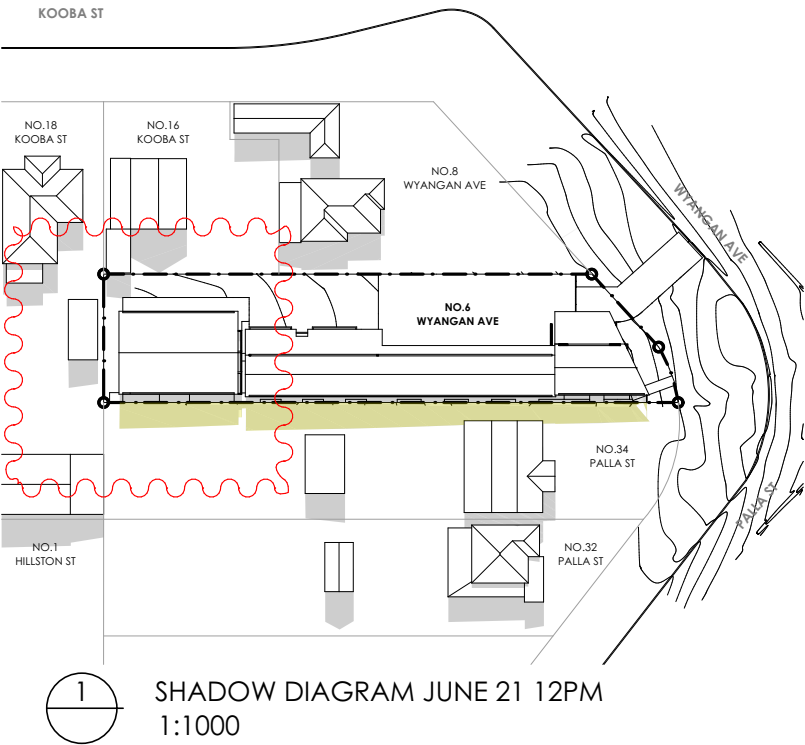 KOOBA ST
NO.18
KOOBA ST
NO.16
KOOBA ST
NO.8
WYANGAN AVE
WYANGAN AVE
NO.6
WYANGAN AVE
NO.34
PALLA ST
PALLA ST
NO.1
HILLSTON ST
NO.32
PALLA ST
1
SHADOW DIAGRAM JUNE 21 12PM
1:1000